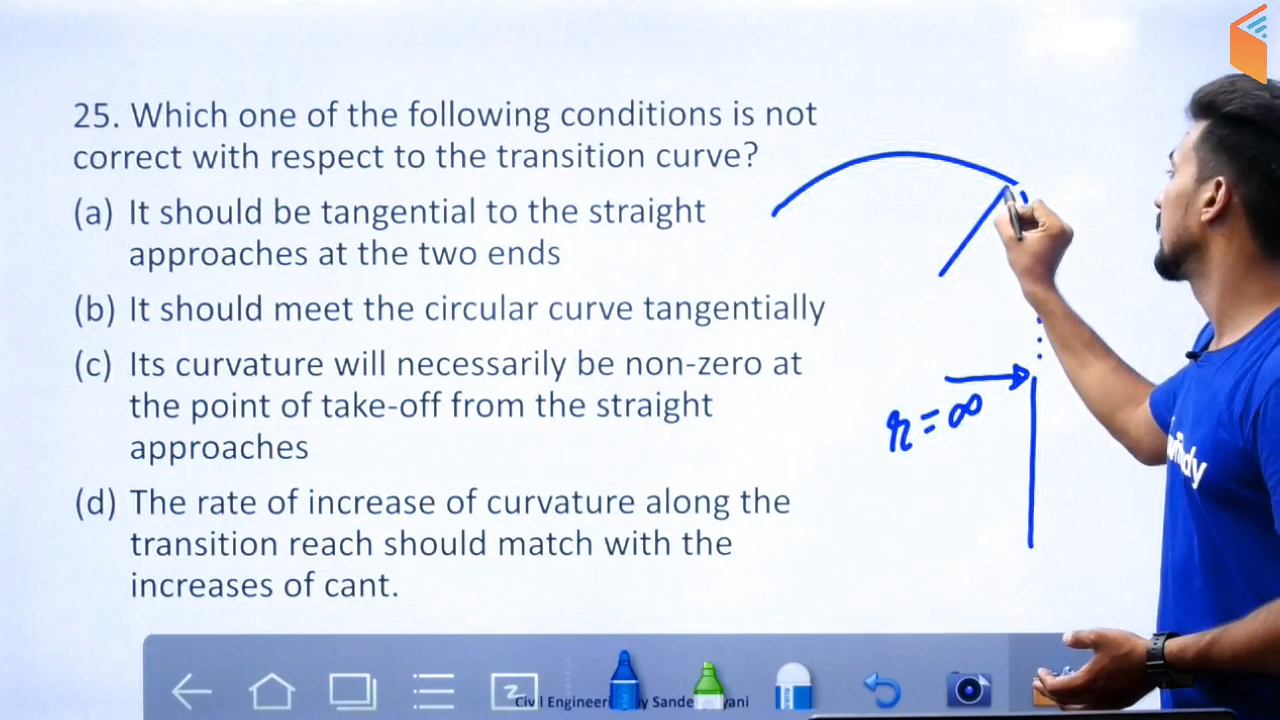 25. Which one of the following conditions is not
correct with respect to the transition curve?
(a) It should be tangential to the straight
approaches at the two ends
(b) It should meet the circular curve tangentially
(c) Its curvature will necessarily be non-zero at
the point of take-off from the straight
approaches
(d) The rate of increase of curvature along the
transition reach should match with the
increases of cant.
r = ∞
2